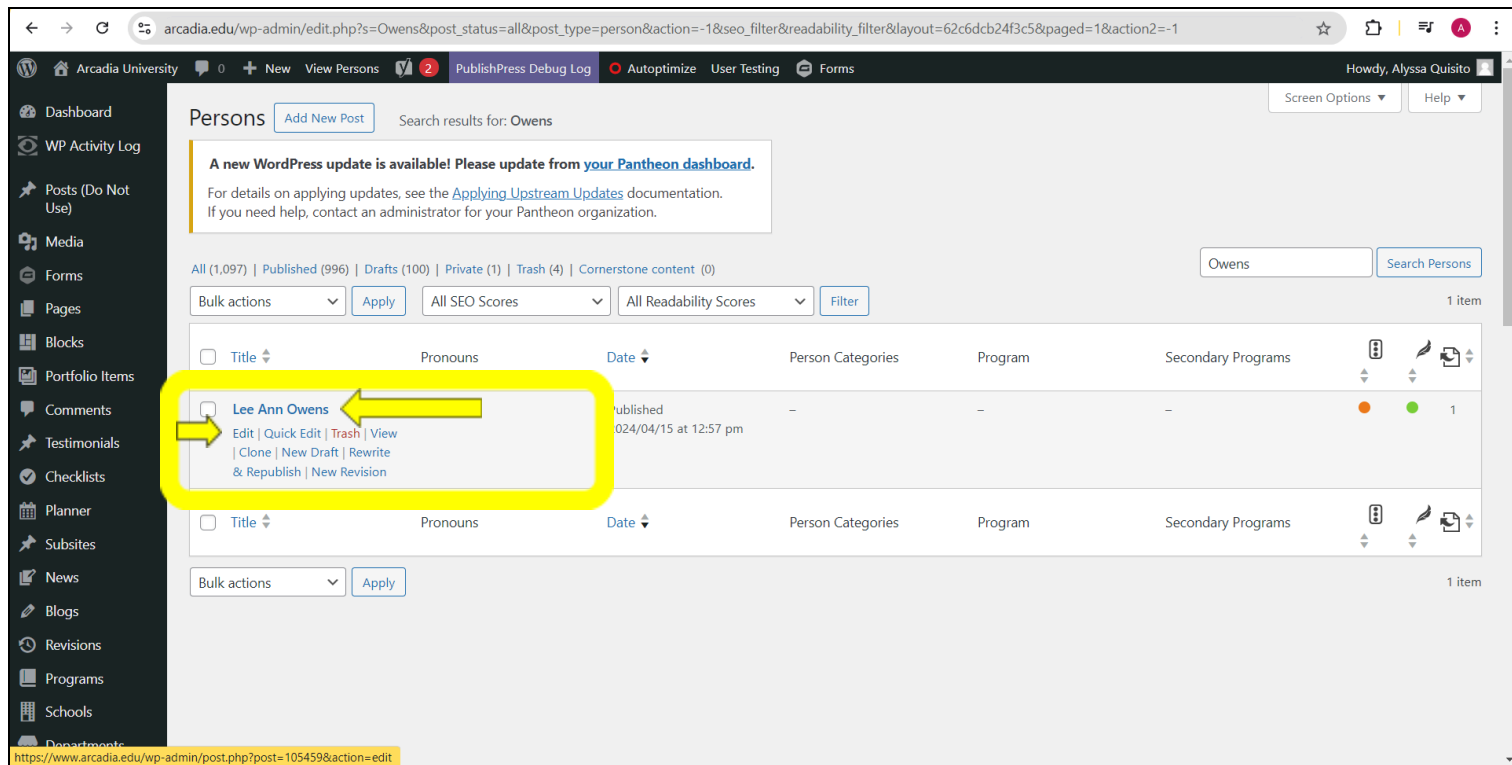 arcadia.edu/wp-admin/edit.php?s=Owens&post_status=all&post_type=person&action=-1&seo_filter&readability_filter&layout=62c6dcb24f3c5&paged=1&action2=-1
A
Arcadia University 0 New View Persons 2 PublishPress Debug Log Autoptimize User Testing Forms Howdy, Alyssa Quisito
Screen Options Help
Dashboard
WP Activity Log
Posts (Do Not
Use)
Media
Forms
Pages
Blocks
Portfolio Items
Comments
Testimonials
Checklists
Planner
Subsites
News
Blogs
Revisions
Programs
Schools
Departments
Persons Add New Post Search results for: Owens
A new WordPress update is available! Please update from your Pantheon dashboard.
For details on applying updates, see the Applying Upstream Updates documentation.
If you need help, contact an administrator for your Pantheon organization.
All (1,097) | Published (996) | Drafts (100) | Private (1) | Trash (4) | Cornerstone content (0)
Owens Search Persons
Bulk actions Apply All SEO Scores All Readability Scores Filter 1 item
Title Pronouns Date Person Categories Program Secondary Programs
Lee Ann Owens ublished – – – 1
Edit | Quick Edit | Trash | View 024/04/15 at 12:57 pm
| Clone | New Draft | Rewrite
& Republish | New Revision
Title Pronouns Date Person Categories Program Secondary Programs
Bulk actions Apply 1 item
https://www.arcadia.edu/wp-admin/post.php?post=105459&action=edit